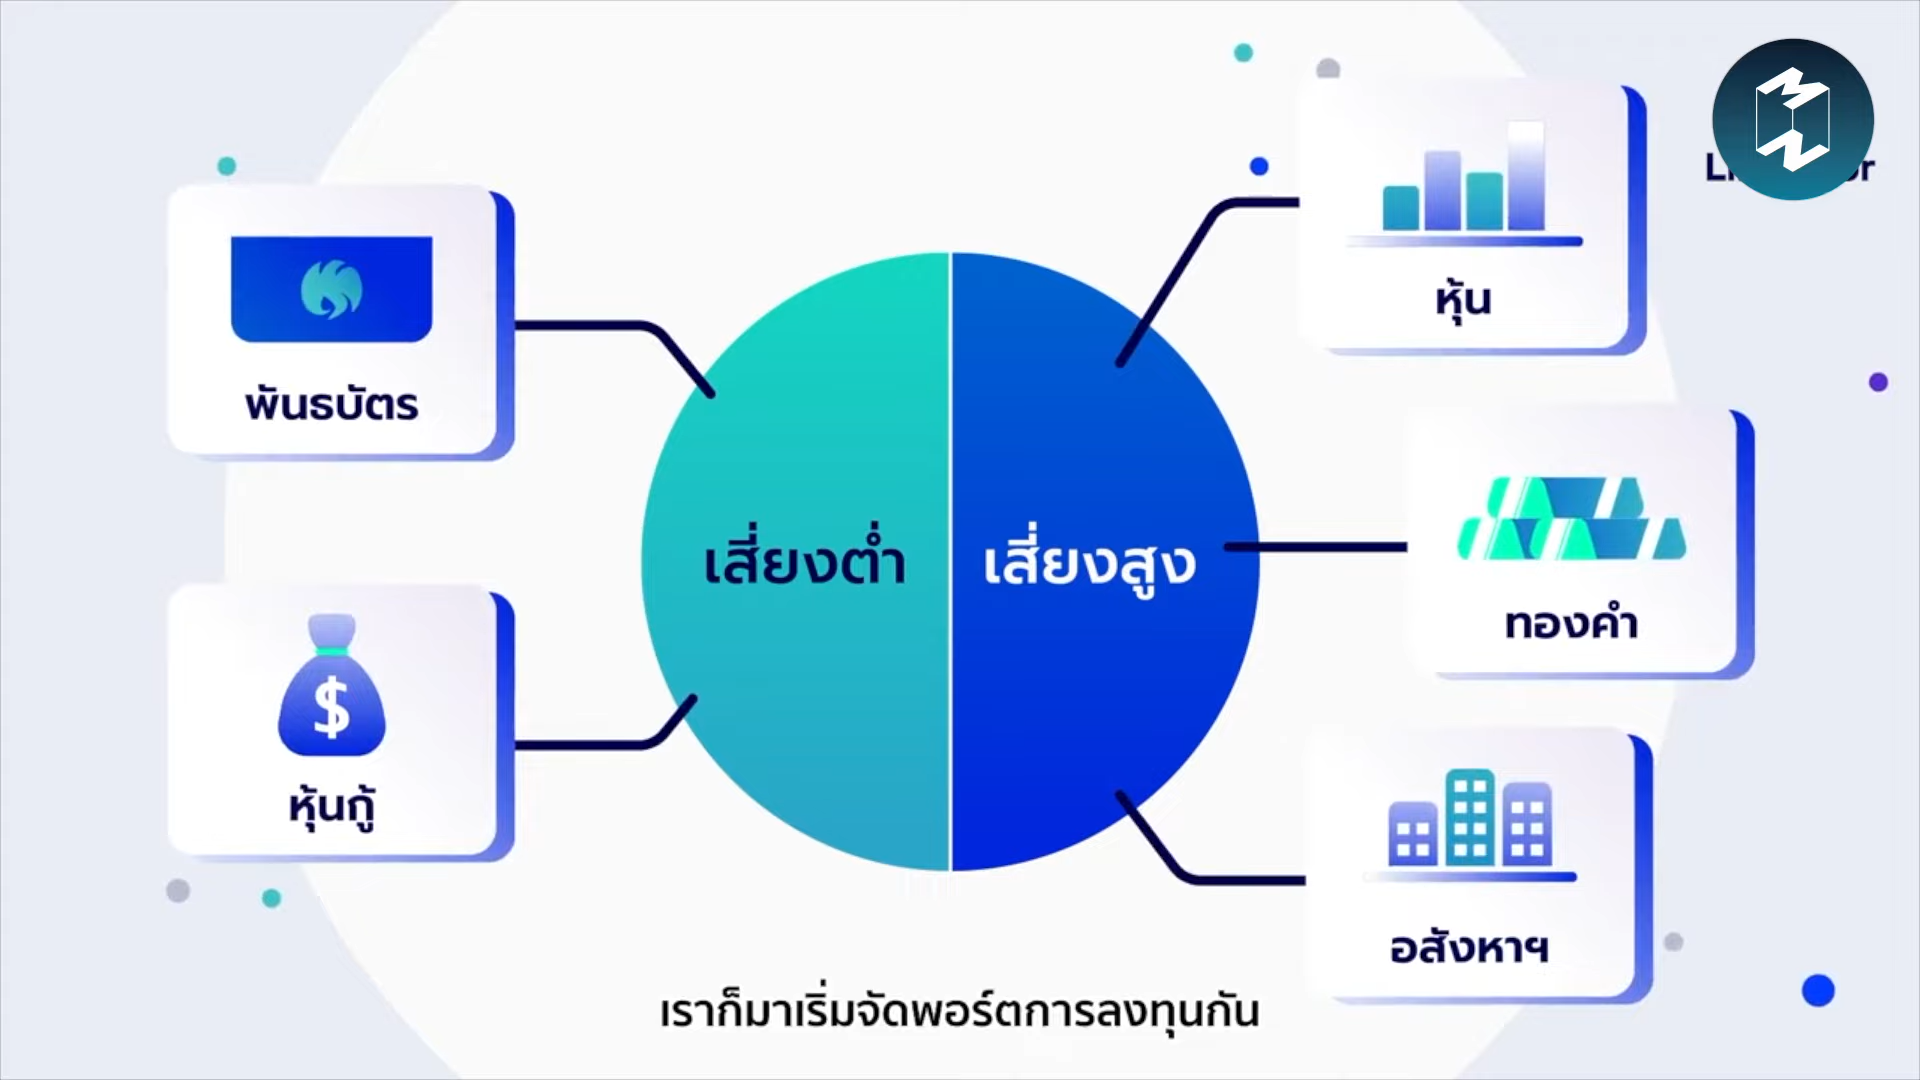 หุ้น
พันธบัตร
เสี่ยงต่ำ
เสี่ยงสูง
ทองคำ
$
หุ้นกู้
อสังหาฯ
เราก็มาเริ่มจัดพอร์ตการลงทุนกัน